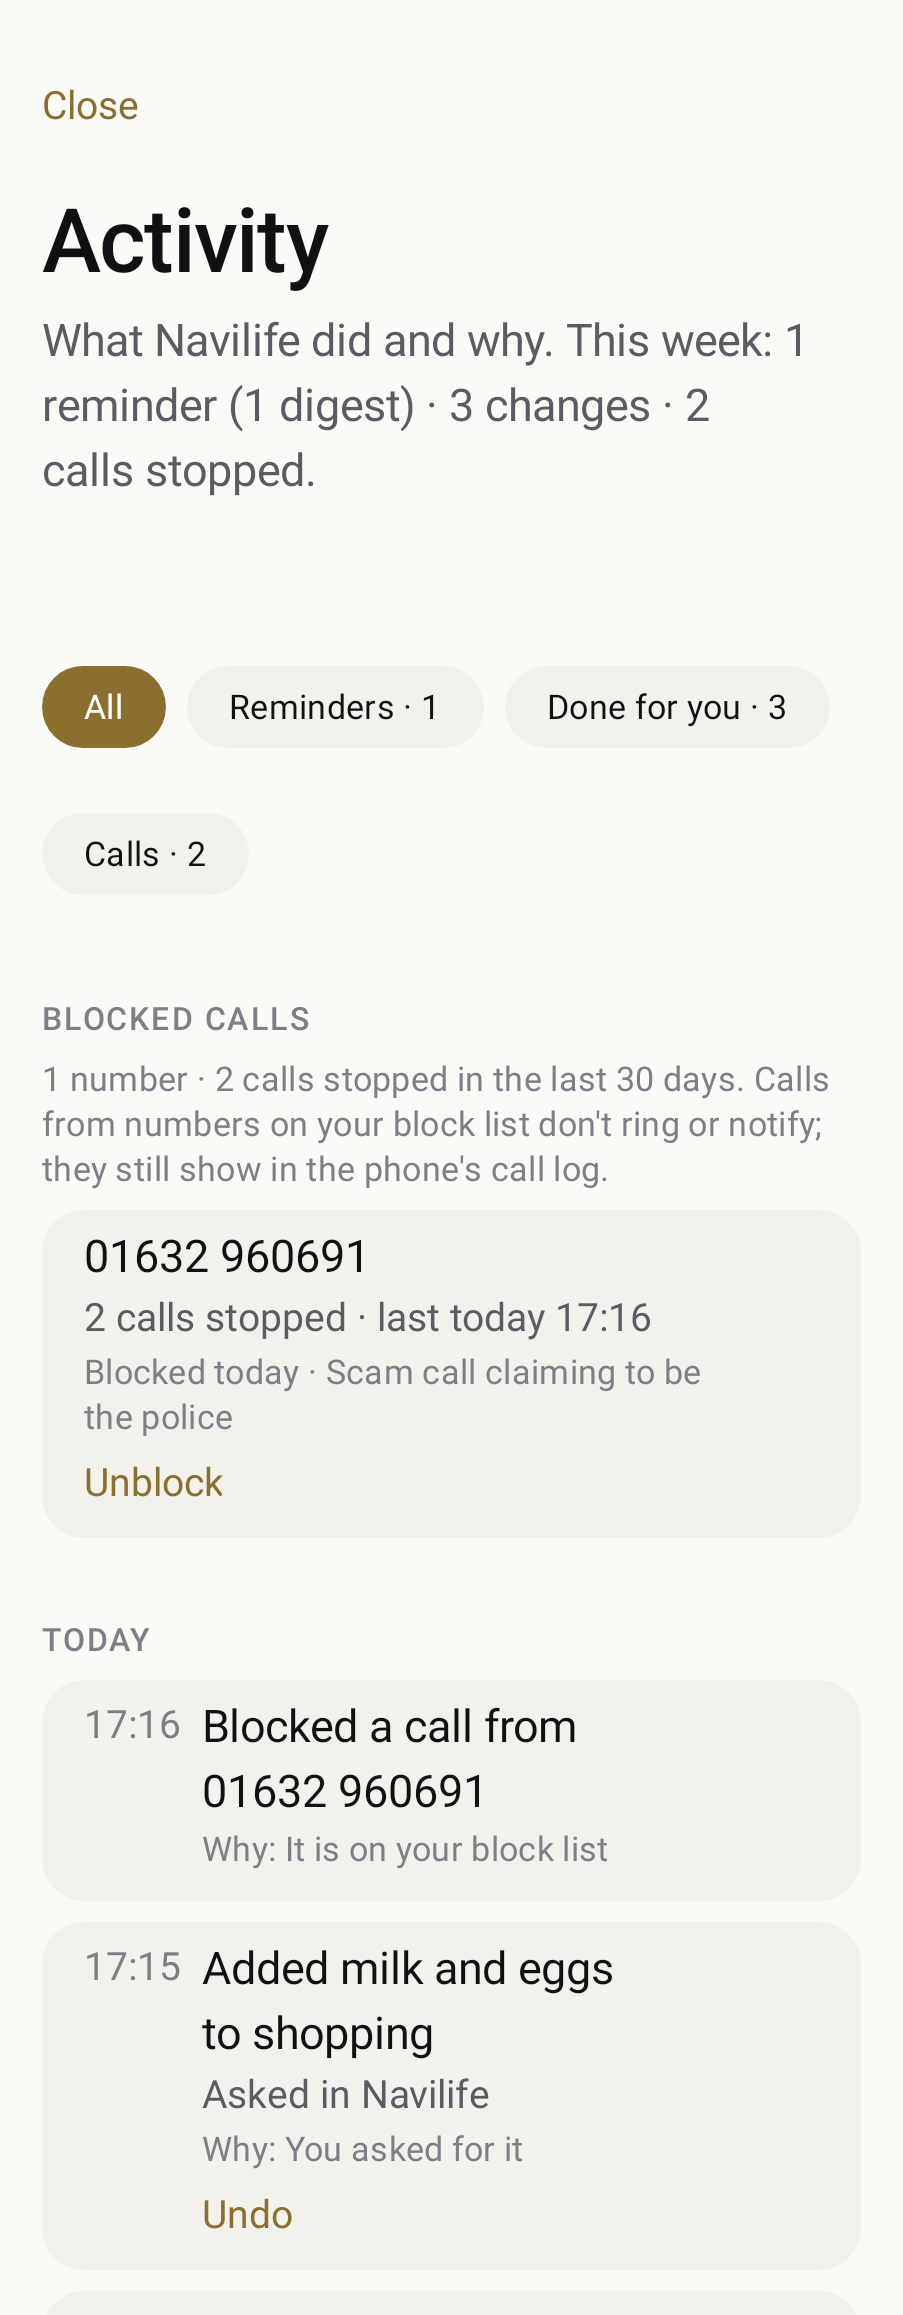 Close
Activity
What Navilife did and why. This week: 1
reminder (1 digest) · 3 changes · 2
calls stopped.
All
Reminders · 1
Done for you · 3
Calls · 2
BLOCKED CALLS
1 number · 2 calls stopped in the last 30 days. Calls
from numbers on your block list don't ring or notify;
they still show in the phone's call log.
01632 960691
2 calls stopped · last today 17:16
Blocked today · Scam call claiming to be
the police
Unblock
TODAY
17:16 Blocked a call from
01632 960691
Why: It is on your block list
17:15 Added milk and eggs
to shopping
Asked in Navilife
Why: You asked for it
Undo